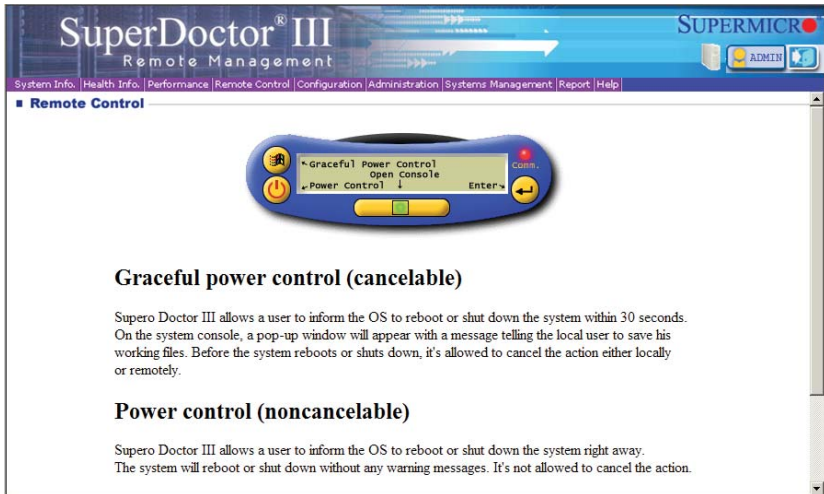 SuperDoctor® III
Remote Management
SUPERMICRO
ADMIN
System Info. |Health Info. |Performance |Remote Control |Configuration |Administration |Systems Management |Report |Help|
Remote Control
Graceful Power Control
Open Console
Power Control ↓ Enter
Comm.
Graceful power control (cancelable)
Supero Doctor III allows a user to inform the OS to reboot or shut down the system within 30 seconds.
On the system console, a pop-up window will appear with a message telling the local user to save his
working files. Before the system reboots or shuts down, it's allowed to cancel the action either locally
or remotely.
Power control (noncancelable)
Supero Doctor III allows a user to inform the OS to reboot or shut down the system right away.
The system will reboot or shut down without any warning messages. It's not allowed to cancel the action.